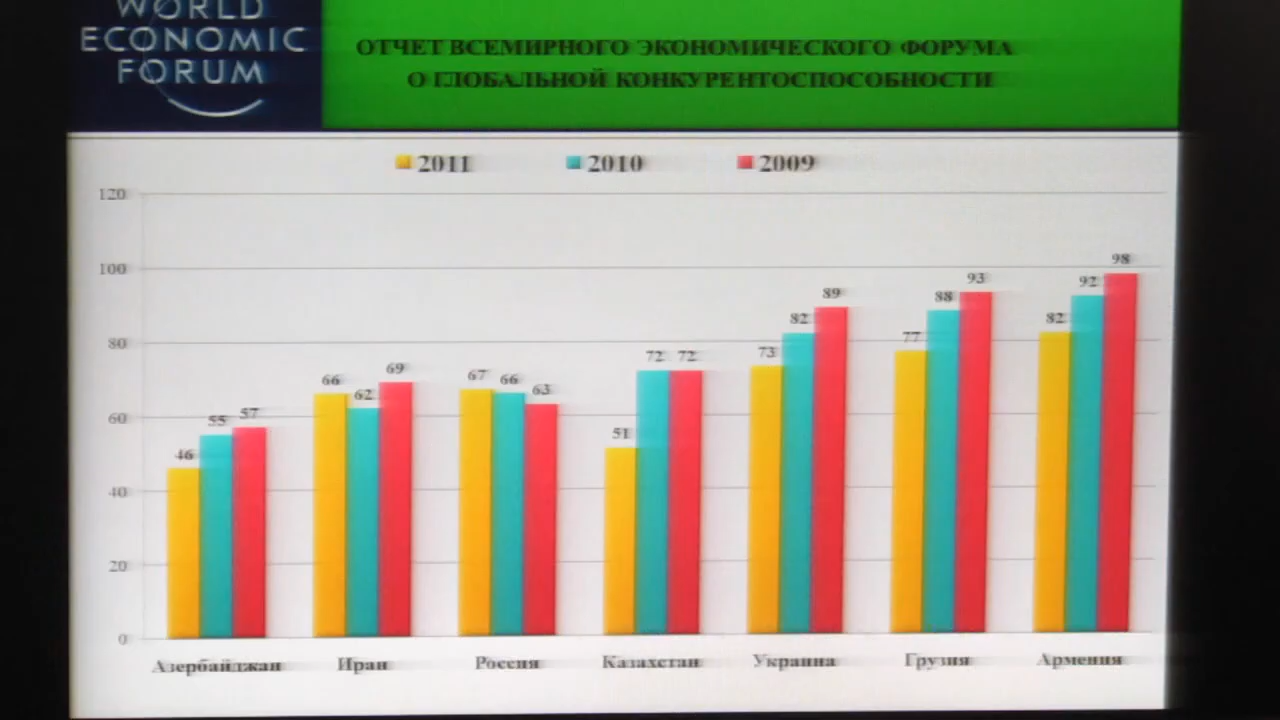 WORLD
ECONOMIC
FORUM
ОТЧЕТ ВСЕМИРНОГО ЭКОНОМИЧЕСКОГО ФОРУМА
О ГЛОБАЛЬНОЙ КОНКУРЕНТОСПОСОБНОСТИ
2011 2010 2009
120
100
80
60
40
20
0
46 55 57
66 62 69
67 66 63
51 72 72
73 82 89
77 88 93
82 92 98
Азербайджан Иран Россия Казахстан Украина Грузия Армения